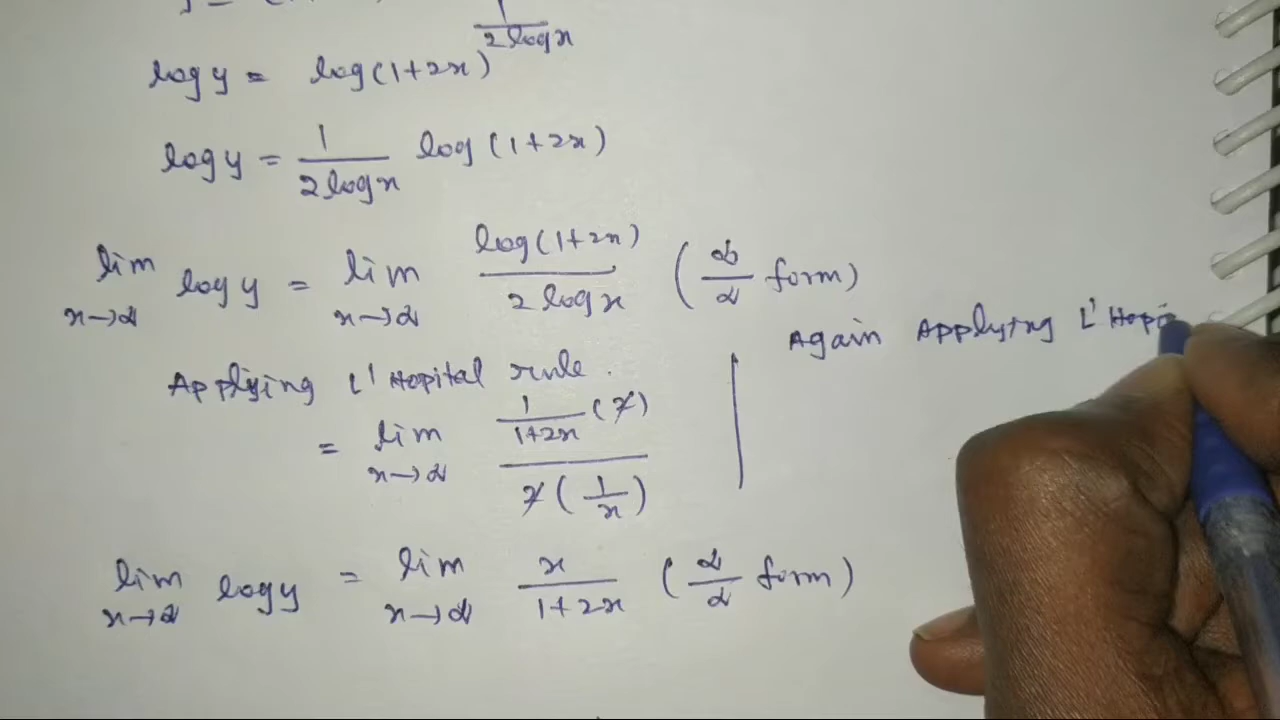 1
2 log x
log y = log(1+2x)
log y = 1/(2 log x) log(1+2x)
lim x→∞ log y = lim x→∞ log(1+2x)/(2 log x) (∞/∞ form)
Applying L' Hopital rule.
= lim x→∞ (1/(1+2x) (2))/(2(1/x))
lim x→∞ log y = lim x→∞ x/(1+2x) (∞/∞ form)
Again Applying L' Hopi